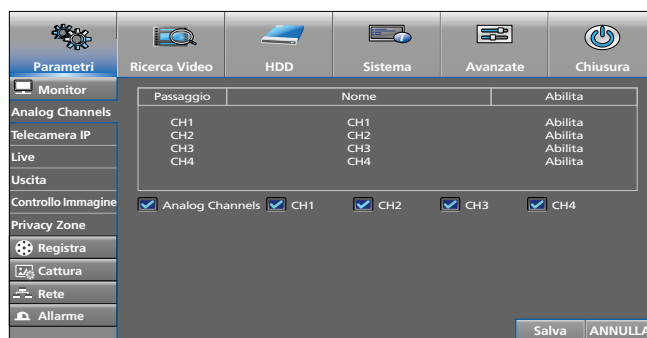 Parametri Ricerca Video HDD Sistema Avanzate Chiusura
Monitor
Analog Channels
Telecamera IP
Live
Uscita
Controllo Immagine
Privacy Zone
Registra
Cattura
Rete
Allarme
Passaggio Nome Abilita
CH1 CH1 Abilita
CH2 CH2 Abilita
CH3 CH3 Abilita
CH4 CH4 Abilita
Analog Channels CH1 CH2 CH3 CH4
Salva ANNULLA